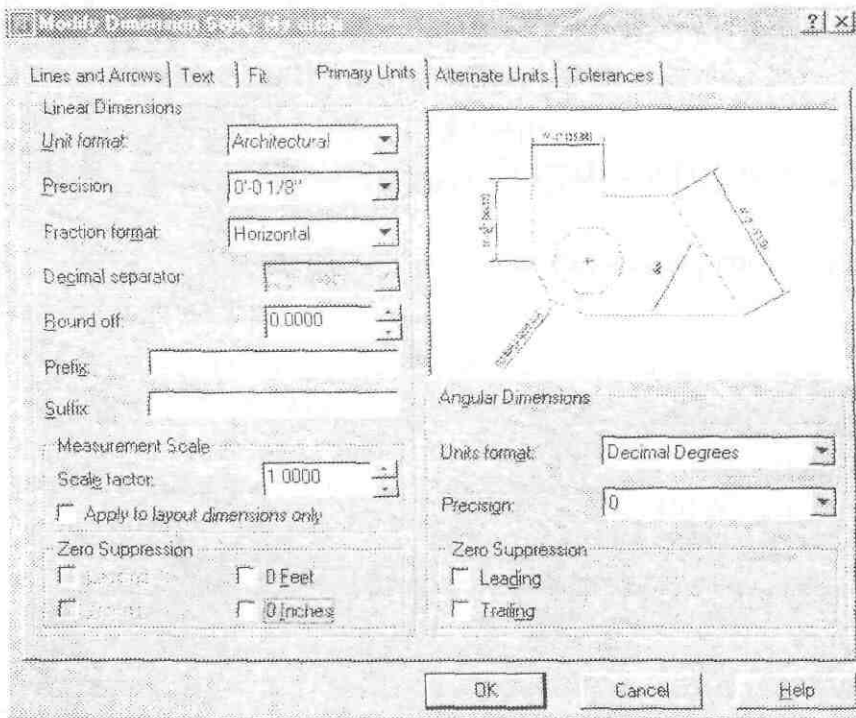 Modify Dimension Style:
Lines and Arrows
Text
Fit
Primary Units
Alternate Units
Tolerances
Linear Dimensions
Unit format:
Architectural
Precision
0'-0 1/8"
Fraction format:
Horizontal
Decimal separator:
Round off:
0.0000
Prefix:
Suffix:
Measurement Scale
Scale factor:
1.0000
Apply to layout dimensions only
Zero Suppression
0 Feet
0 Inches
Angular Dimensions
Units format:
Decimal Degrees
Precision:
0
Zero Suppression
Leading
Trailing
OK
Cancel
Help